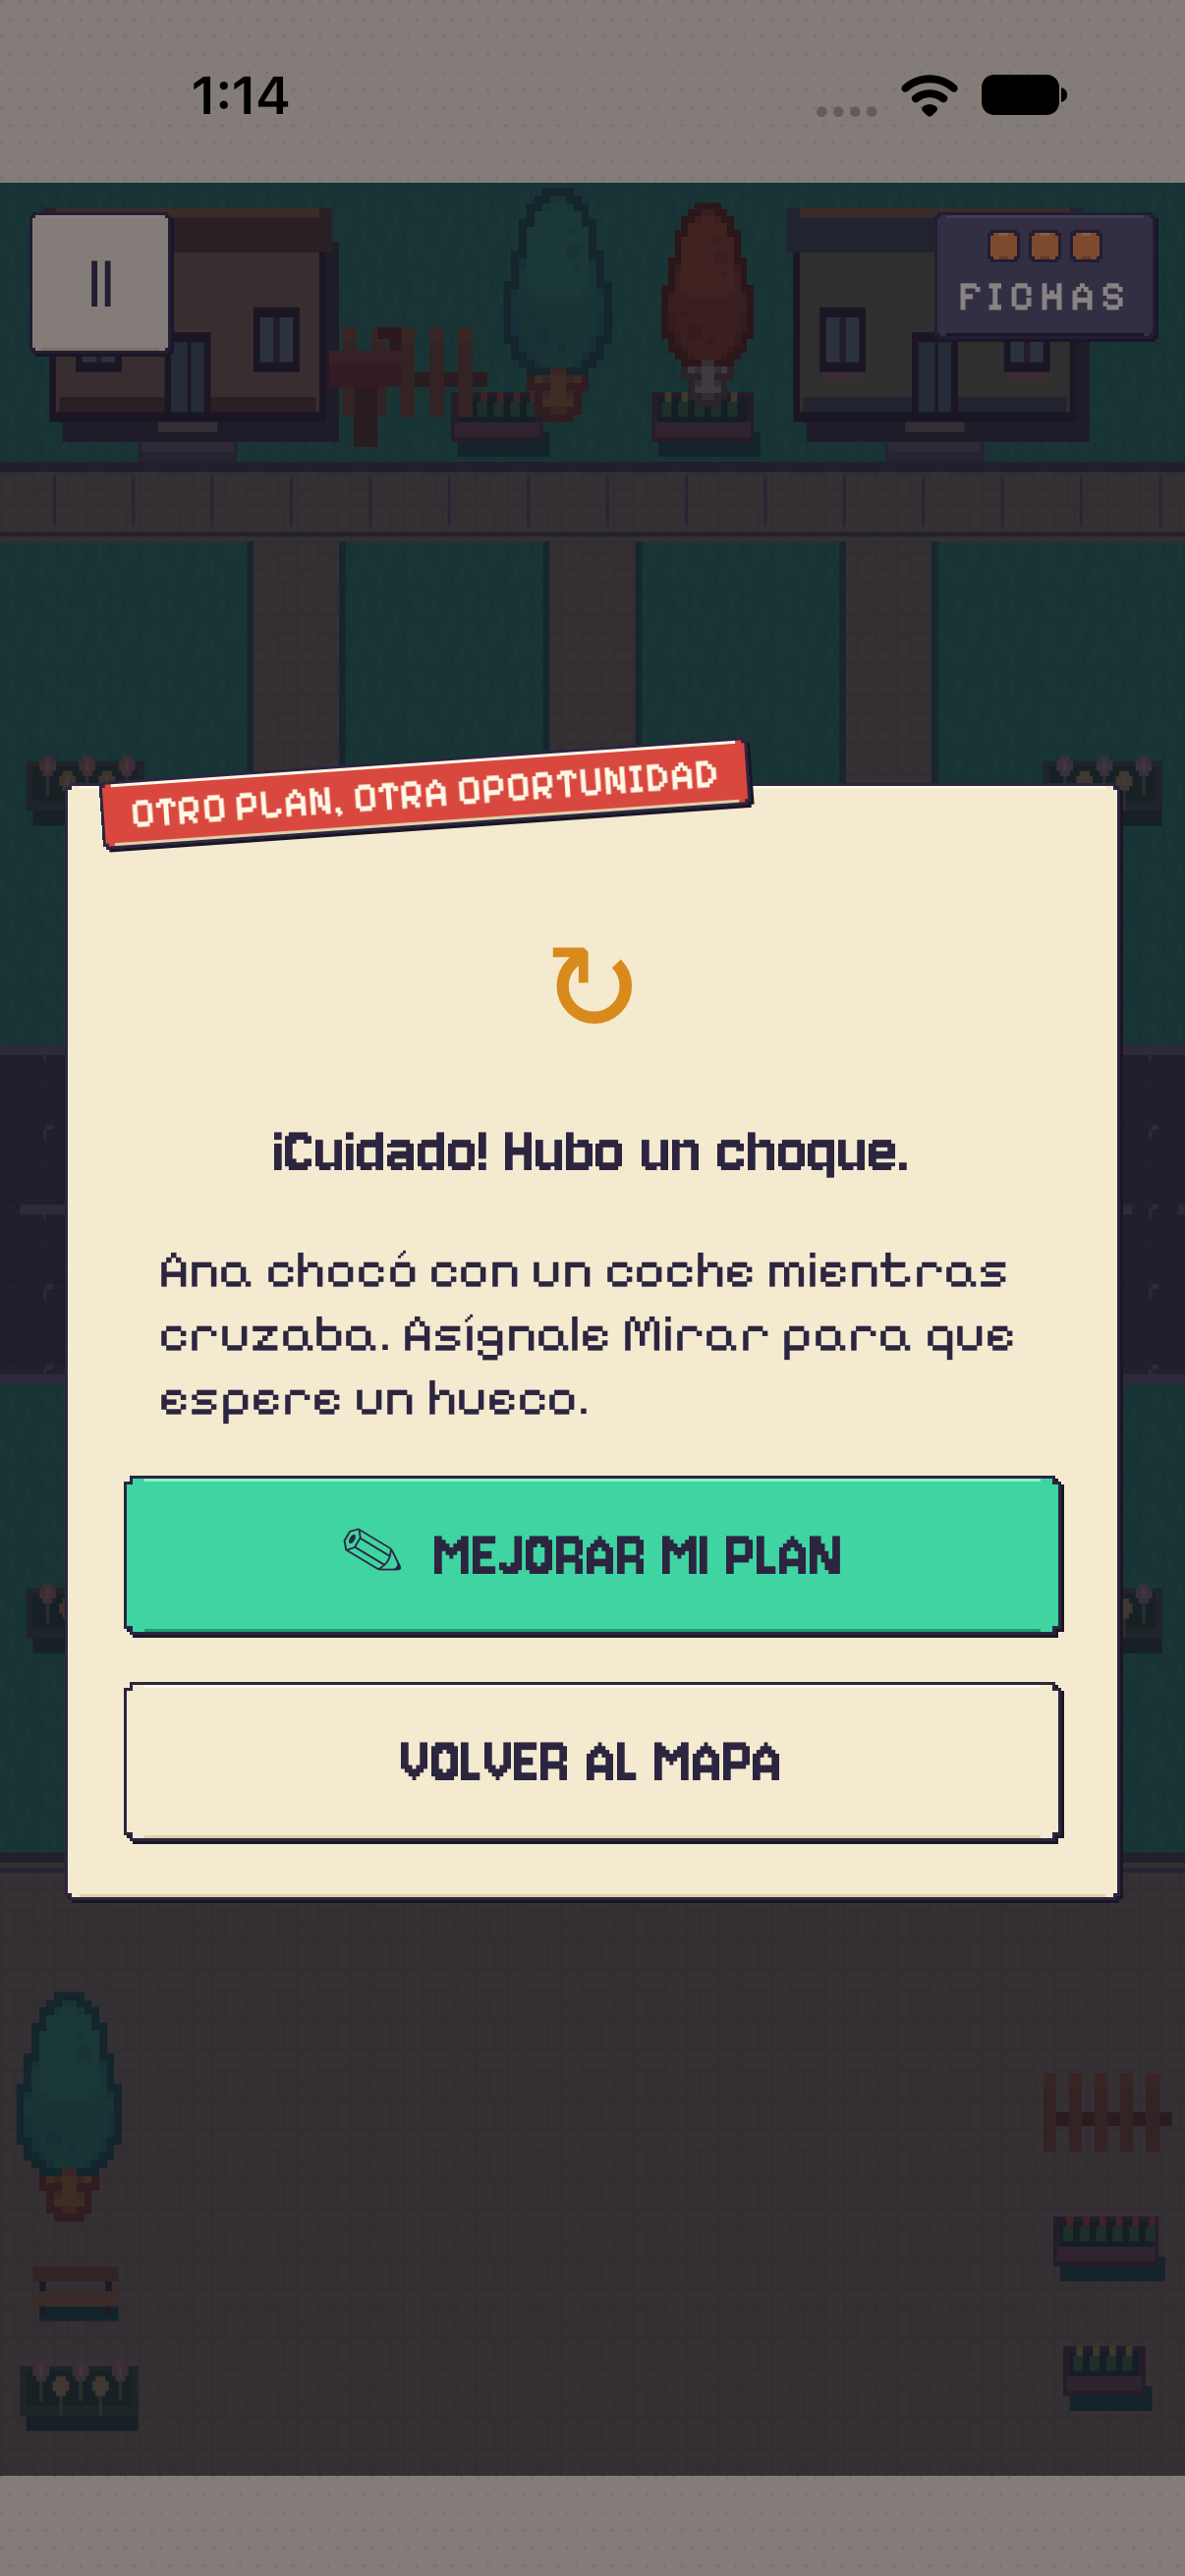 1:14
FICHAS
OTRO PLAN, OTRA OPORTUNIDAD
¡Cuidado! Hubo un choque.
Ana chocó con un coche mientras
cruzaba. Asígnale Mirar para que
espere un hueco.
MEJORAR MI PLAN
VOLVER AL MAPA